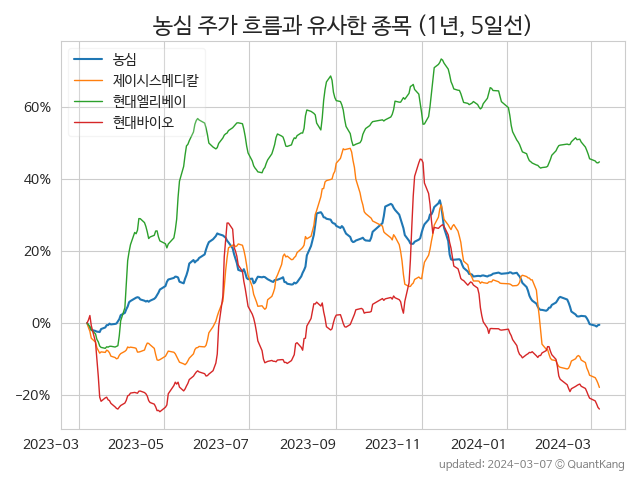 농심 주가 흐름과 유사한 종목 (1년, 5일선)
농심
제이시스메디칼
현대엘리베이
현대바이오
60%
40%
20%
0%
−20%
2023−03 2023−05 2023−07 2023−09 2023−11 2024−01 2024−03
updated: 2024-03-07 © QuantKang